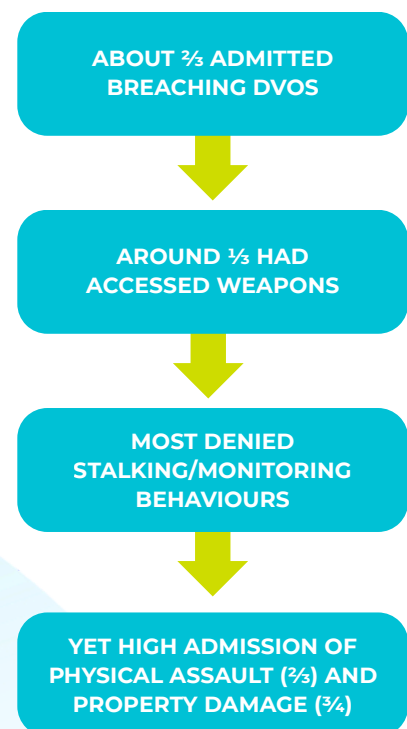 ABOUT ⅔ ADMITTED
BREACHING DVOS
AROUND ⅓ HAD
ACCESSED WEAPONS
MOST DENIED
STALKING/MONITORING
BEHAVIOURS
YET HIGH ADMISSION OF
PHYSICAL ASSAULT (⅔) AND
PROPERTY DAMAGE (¾)